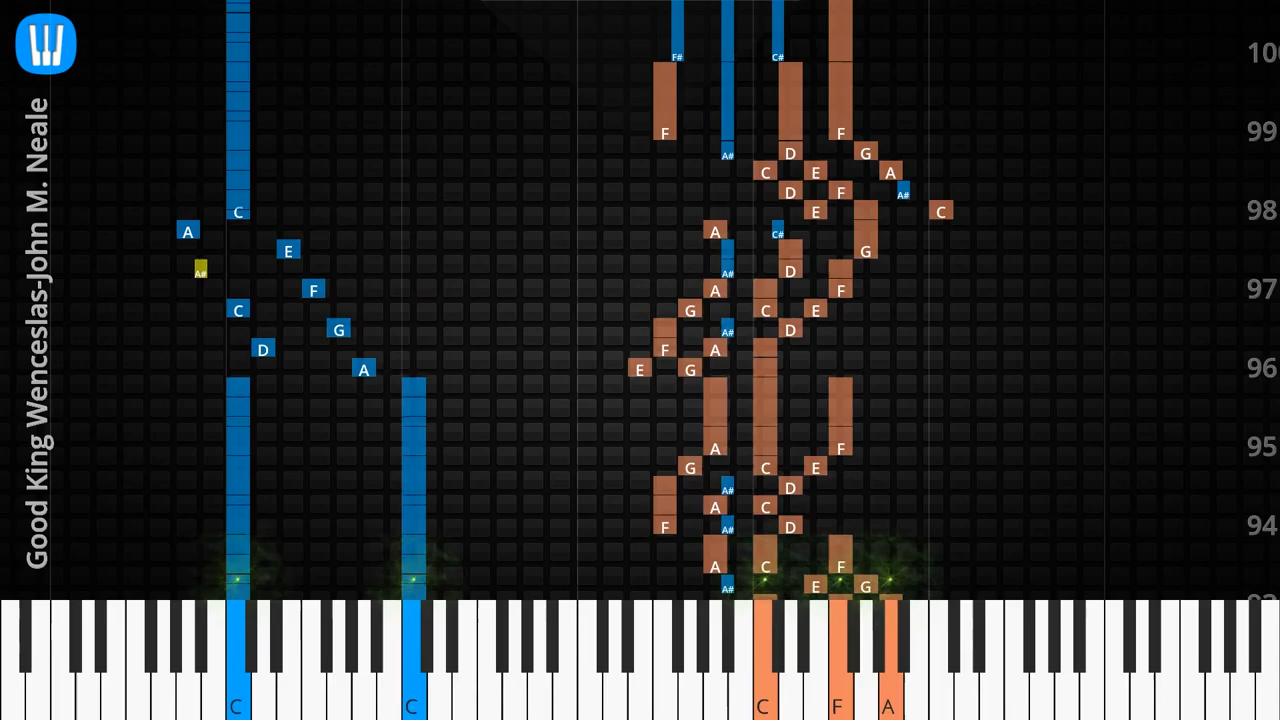 Good King Wenceslas-John M. Neale
F# C#
100
F F 99
A#
D G
C E A
D F A#
C E C 98
A A C#
E G
A# A# D
F A F 97
C G C E
G A# D
D F A
A E G 96
A F
G C E 95
A# D
A C
F A# D 94
A C F
A# E G
C C C F A